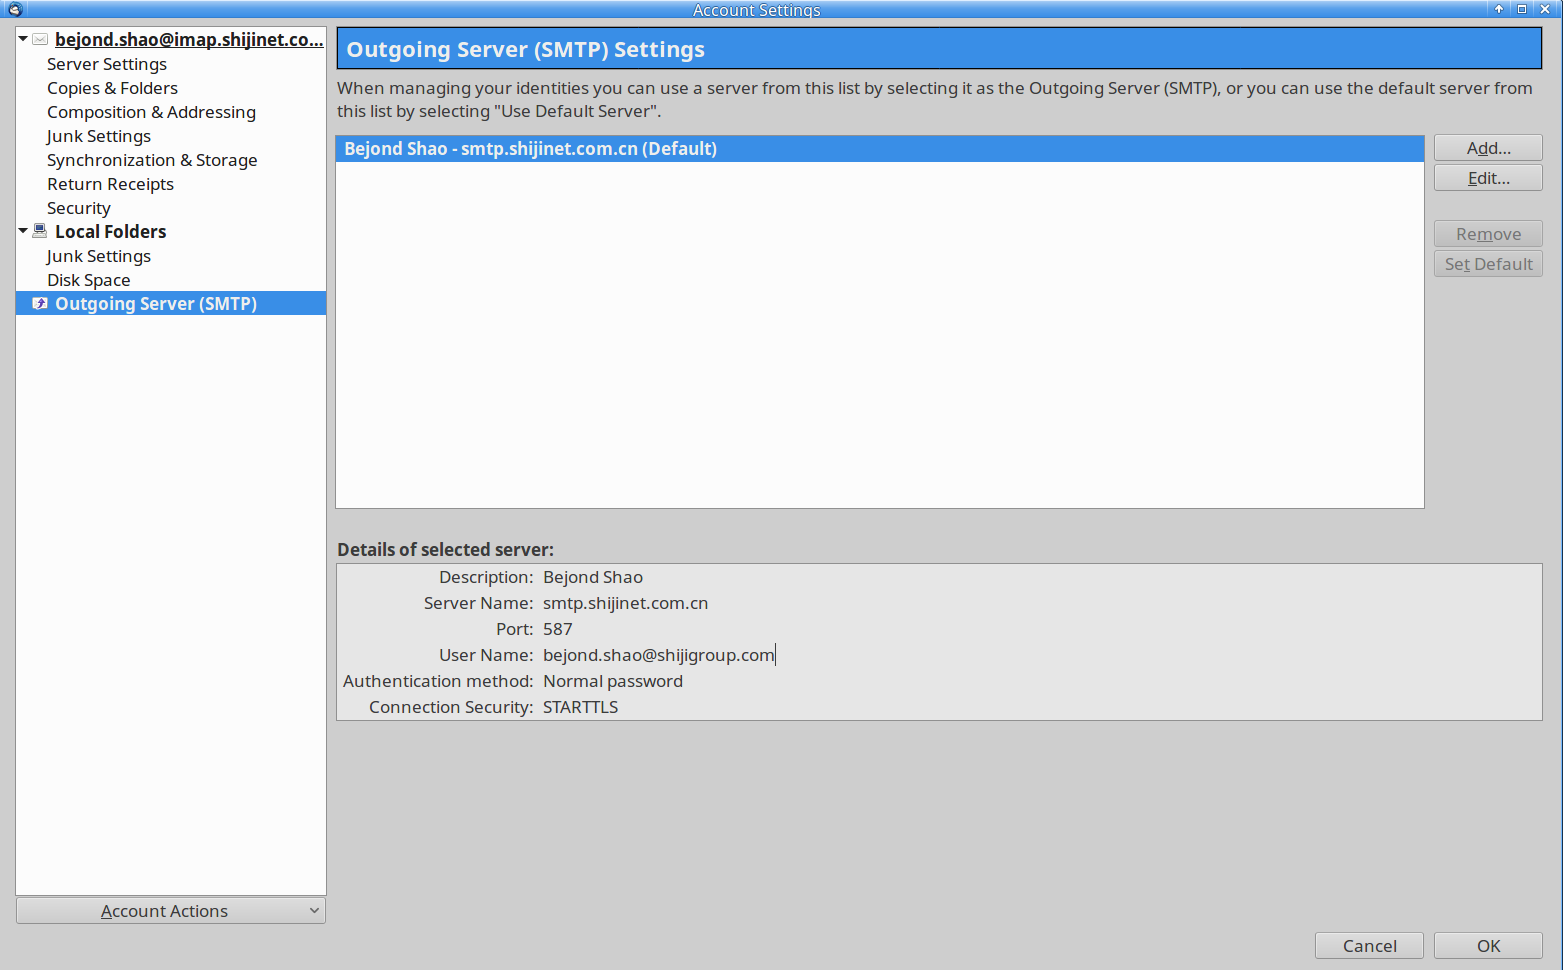 Account Settings
bejond.shao@imap.shijinet.co...
Server Settings
Copies & Folders
Composition & Addressing
Junk Settings
Synchronization & Storage
Return Receipts
Security
Local Folders
Junk Settings
Disk Space
Outgoing Server (SMTP)
Account Actions
Outgoing Server (SMTP) Settings
When managing your identities you can use a server from this list by selecting it as the Outgoing Server (SMTP), or you can use the default server from
this list by selecting "Use Default Server".
Bejond Shao - smtp.shijinet.com.cn (Default)
Add...
Edit...
Remove
Set Default
Details of selected server:
Description: Bejond Shao
Server Name: smtp.shijinet.com.cn
Port: 587
User Name: bejond.shao@shijigroup.com
Authentication method: Normal password
Connection Security: STARTTLS
Cancel
OK